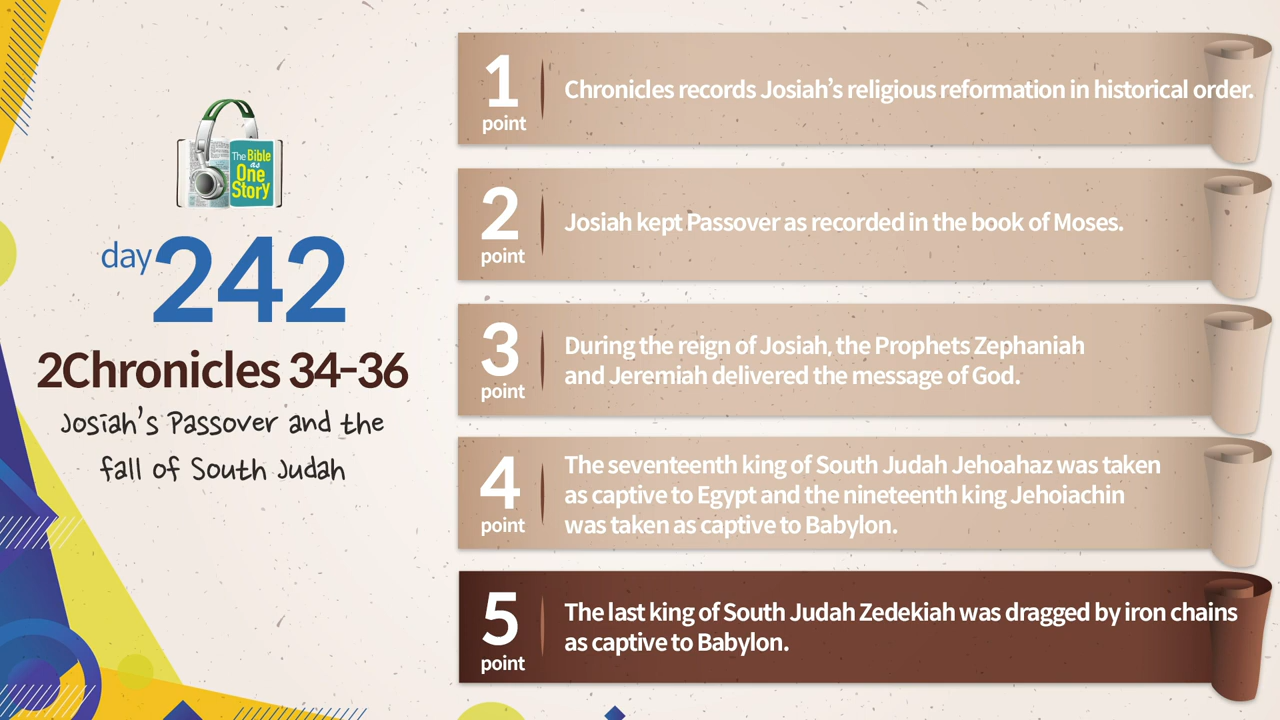 The Bible
as
One
Story
day 242
2Chronicles 34-36
Josiah's Passover and the
fall of South Judah
1
point
Chronicles records Josiah's religious reformation in historical order.
2
point
Josiah kept Passover as recorded in the book of Moses.
3
point
During the reign of Josiah, the Prophets Zephaniah
and Jeremiah delivered the message of God.
4
point
The seventeenth king of South Judah Jehoahaz was taken
as captive to Egypt and the nineteenth king Jehoiachin
was taken as captive to Babylon.
5
point
The last king of South Judah Zedekiah was dragged by iron chains
as captive to Babylon.